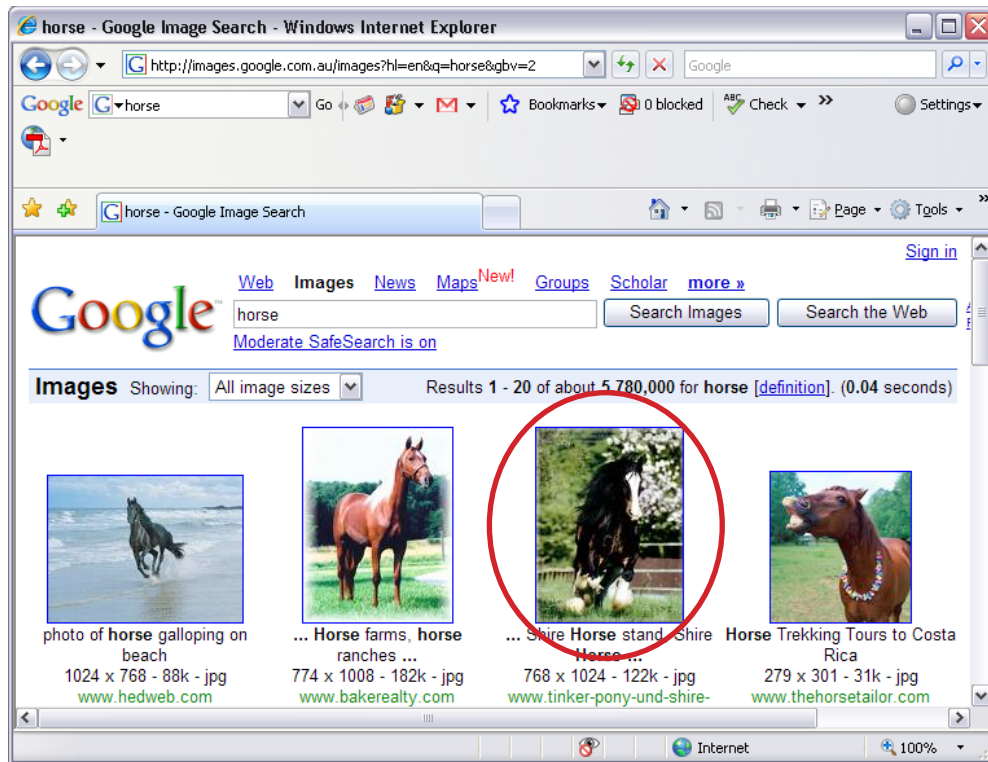 horse - Google Image Search - Windows Internet Explorer
http://images.google.com.au/images?hl=en&q=horse&gbv=2
Google
Google
horse
Go
Bookmarks
0 blocked
ABC
Check
»
Settings
horse - Google Image Search
Page
Tools
»
Sign in
Web Images News Maps New! Groups Scholar more »
Google™
horse
Search Images
Search the Web
Moderate SafeSearch is on
Images Showing: All image sizes Results 1 - 20 of about 5,780,000 for horse [definition]. (0.04 seconds)
photo of horse galloping on
beach
1024 x 768 - 88k - jpg
www.hedweb.com
... Horse farms, horse
ranches ...
774 x 1008 - 182k - jpg
www.bakerealty.com
... Shire Horse stand, Shire
Horse ...
768 x 1024 - 122k - jpg
www.tinker-pony-und-shire-
Horse Trekking Tours to Costa
Rica
279 x 301 - 31k - jpg
www.thehorsetailor.com
Internet
100%